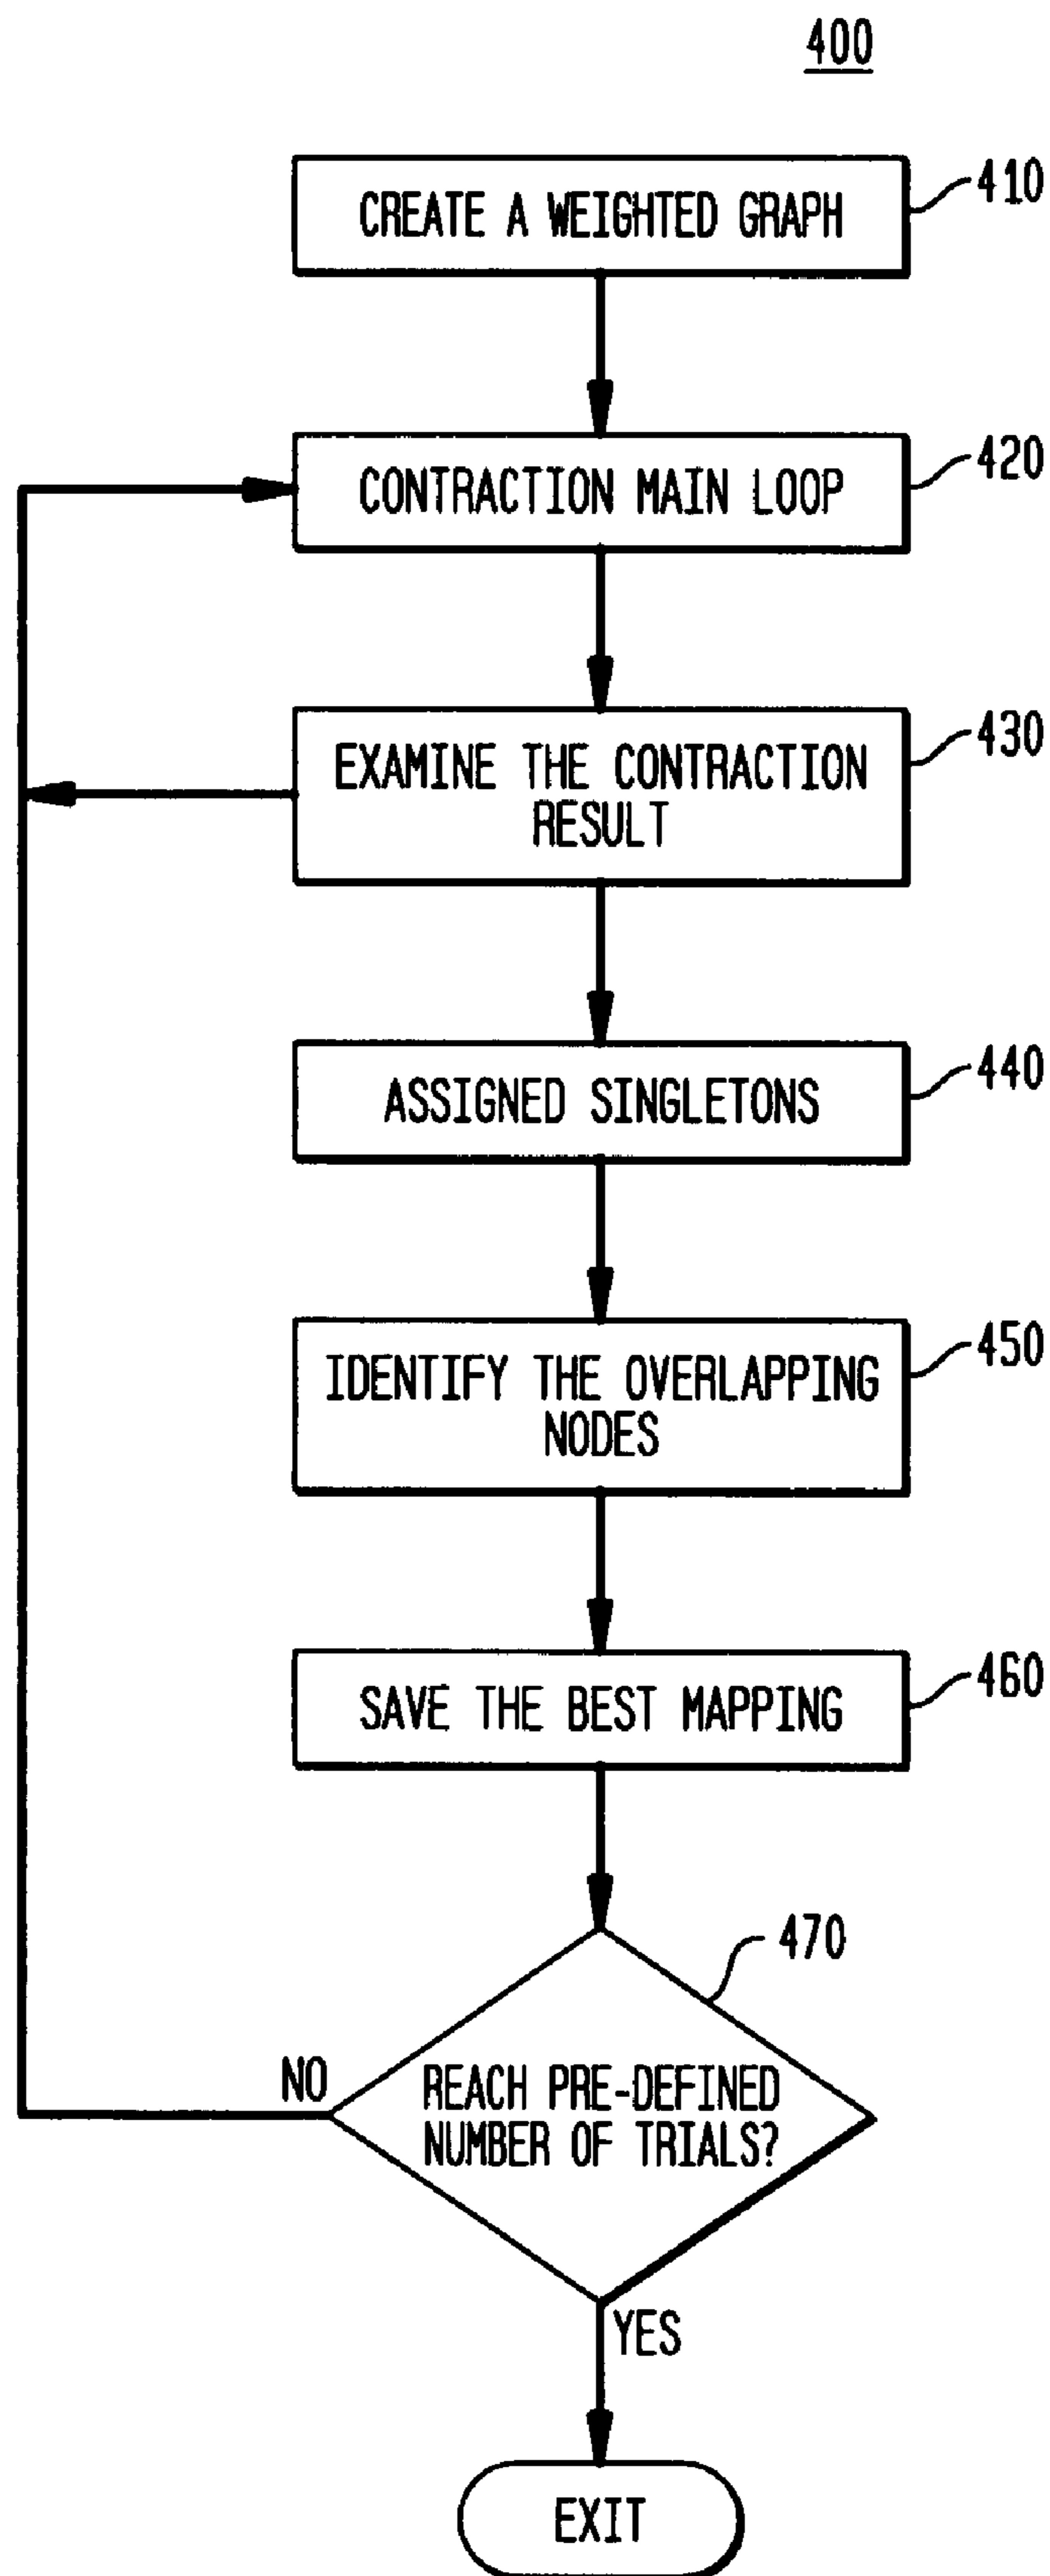 400
CREATE A WEIGHTED GRAPH
410
CONTRACTION MAIN LOOP
420
EXAMINE THE CONTRACTION
RESULT
430
ASSIGNED SINGLETONS
440
IDENTIFY THE OVERLAPPING
NODES
450
SAVE THE BEST MAPPING
460
470
REACH PRE-DEFINED
NUMBER OF TRIALS?
NO
YES
EXIT